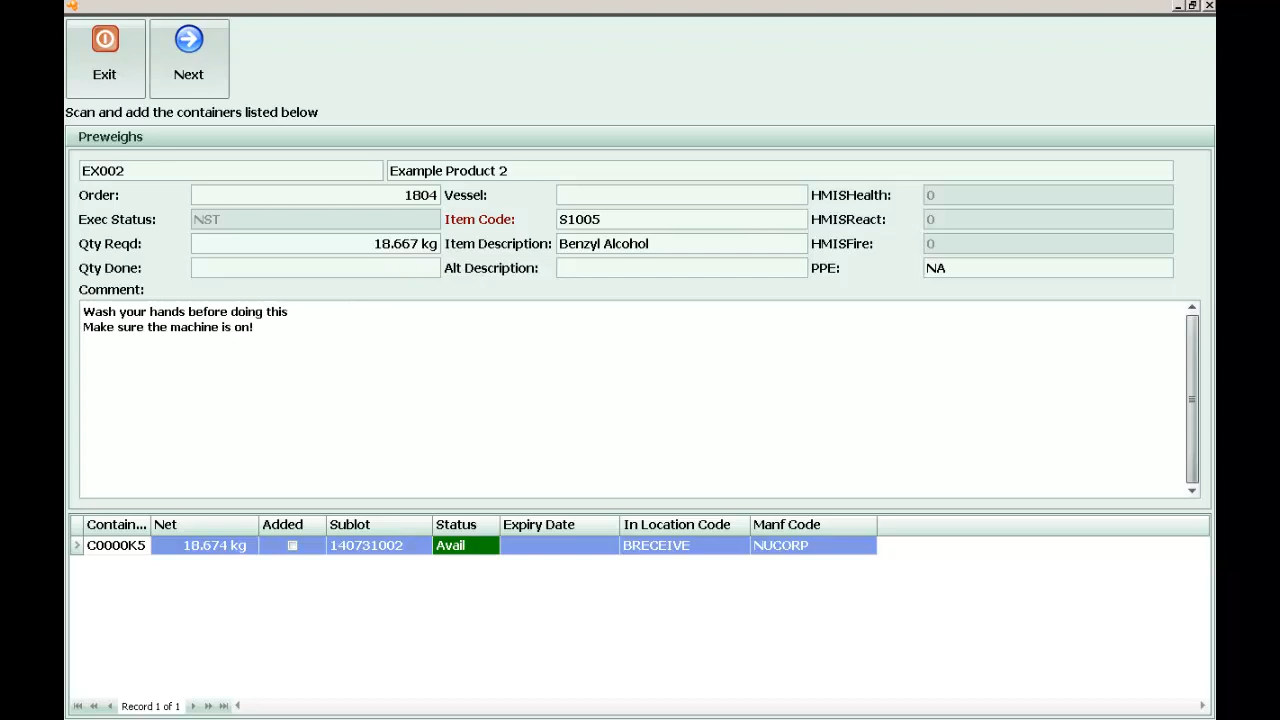 Exit
Next
Scan and add the containers listed below
Preweighs
EX002 Example Product 2
Order: 1804 Vessel: HMISHealth: 0
Exec Status: NST Item Code: S1005 HMISReact: 0
Qty Reqd: 18.667 kg Item Description: Benzyl Alcohol HMISFire: 0
Qty Done: Alt Description: PPE: NA
Comment:
Wash your hands before doing this
Make sure the machine is on!
Contain... Net Added Sublot Status Expiry Date In Location Code Manf Code
C0000K5 18.674 kg 140731002 Avail BRECEIVE NUCORP
Record 1 of 1